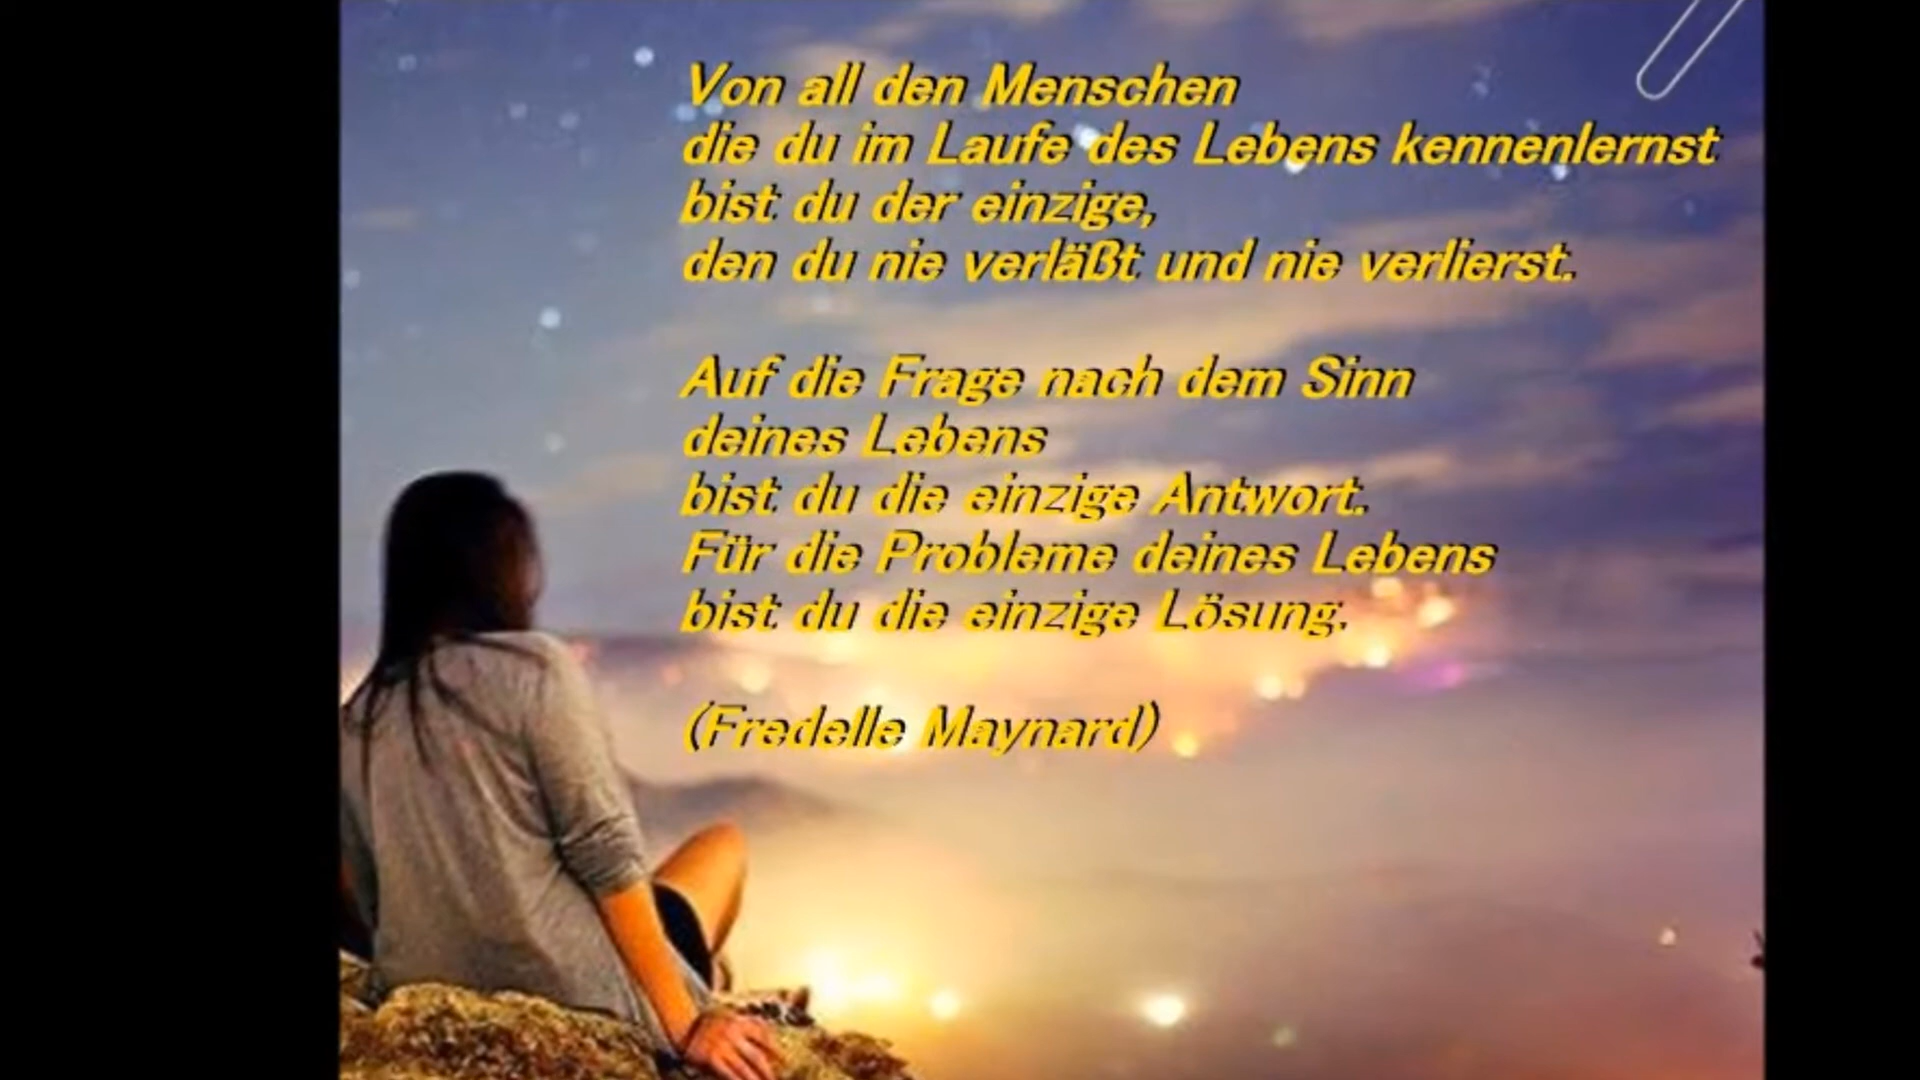 Von all den Menschen
die du im Laufe des Lebens kennenlernst
bist du der einzige,
den du nie verläßt und nie verlierst.
Auf die Frage nach dem Sinn
deines Lebens
bist du die einzige Antwort.
Für die Probleme deines Lebens
bist du die einzige Lösung.
(Fredelle Maynard)